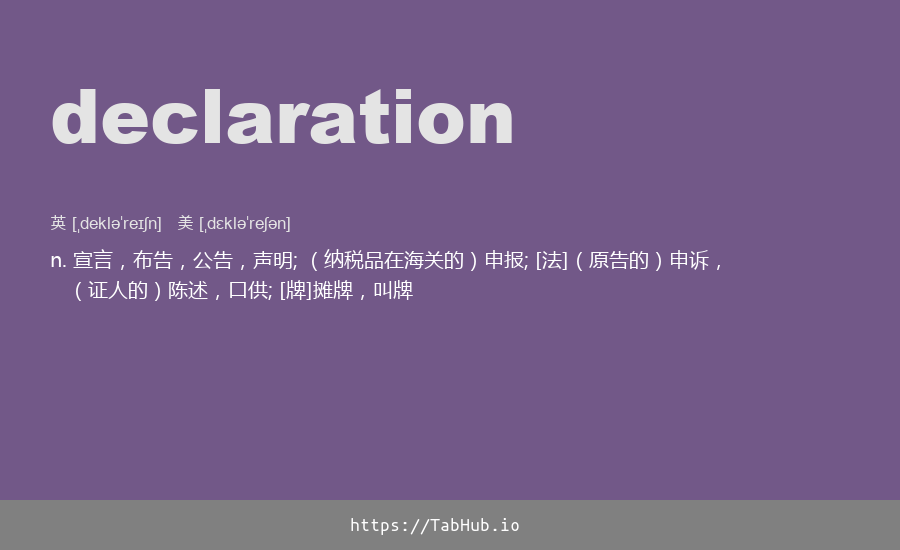 declaration
英 [ˌdekləˈreɪʃn] 美 [ˌdɛkləˈreʃən]
n. 宣言，布告，公告，声明; （纳税品在海关的）申报; [法]（原告的）申诉，
（证人的）陈述，口供; [牌]摊牌，叫牌
https://TabHub.io